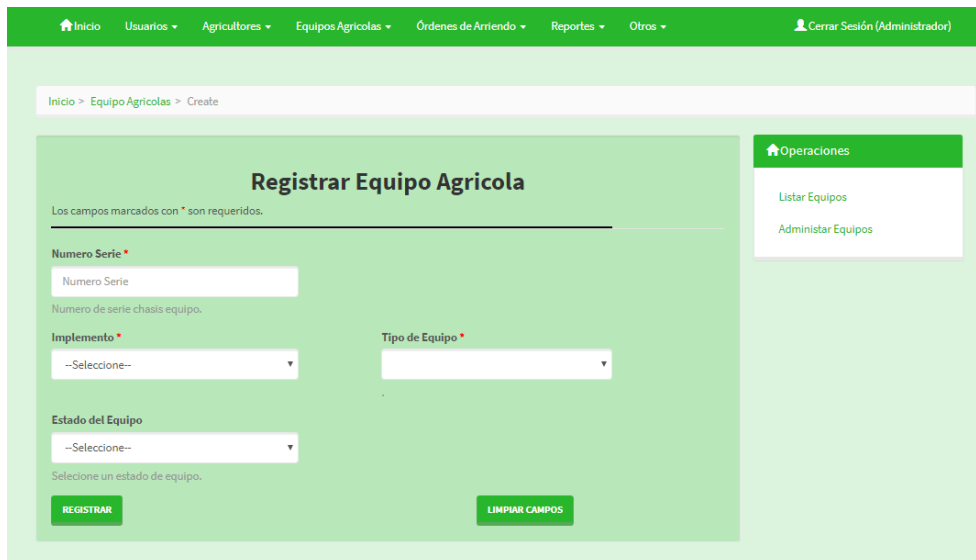 Inicio Usuarios Agricultores Equipos Agricolas Órdenes de Arriendo Reportes Otros Cerrar Sesión (Administrador)
Inicio > Equipo Agricolas > Create
Registrar Equipo Agricola
Los campos marcados con * son requeridos.
Numero Serie *
Numero Serie
Numero de serie chasis equipo.
Implemento * Tipo de Equipo *
--Seleccione--
.
Estado del Equipo
--Seleccione--
Selecione un estado de equipo.
REGISTRAR LIMPIAR CAMPOS
Operaciones
Listar Equipos
Administar Equipos